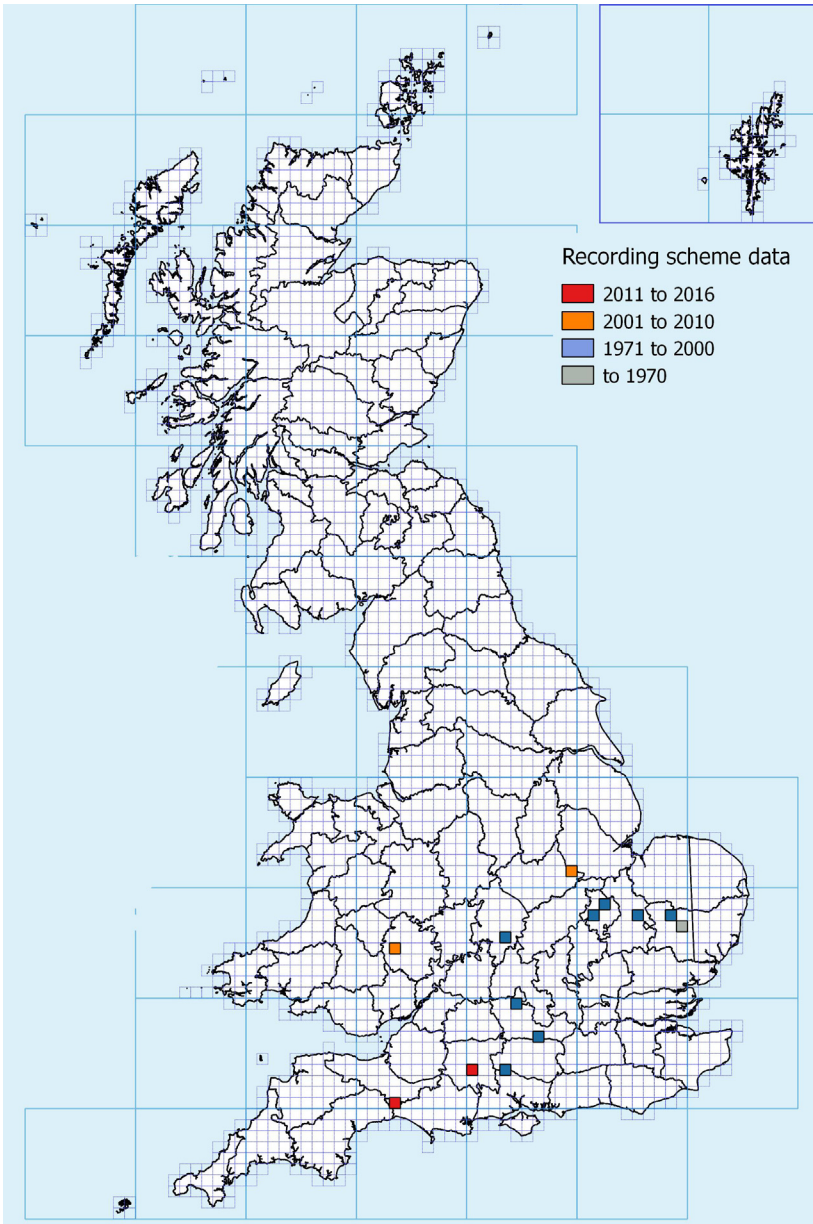 Recording scheme data
2011 to 2016
2001 to 2010
1971 to 2000
to 1970